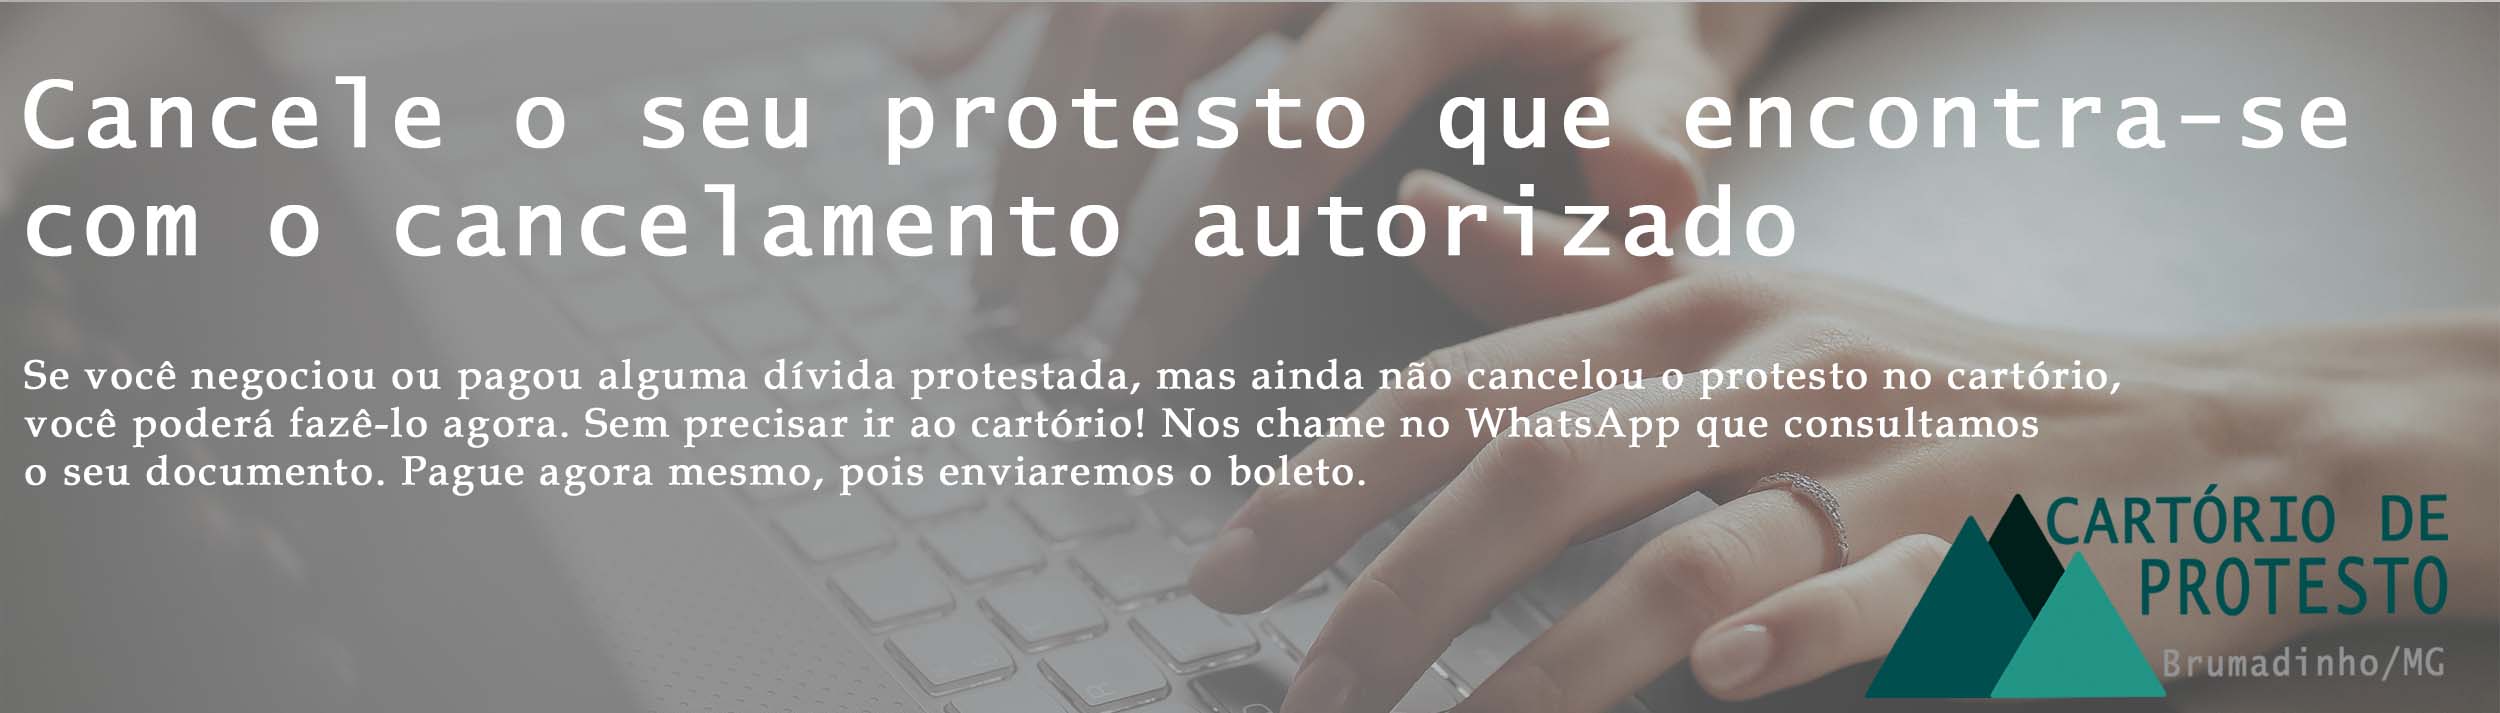 Cancele o seu protesto que encontra-se
com o cancelamento autorizado
Se você negociou ou pagou alguma dívida protestada, mas ainda não cancelou o protesto no cartório,
você poderá fazê-lo agora. Sem precisar ir ao cartório! Nos chame no WhatsApp que consultamos
o seu documento. Pague agora mesmo, pois enviaremos o boleto.
CARTÓRIO DE
PROTESTO
Brumadinho/MG